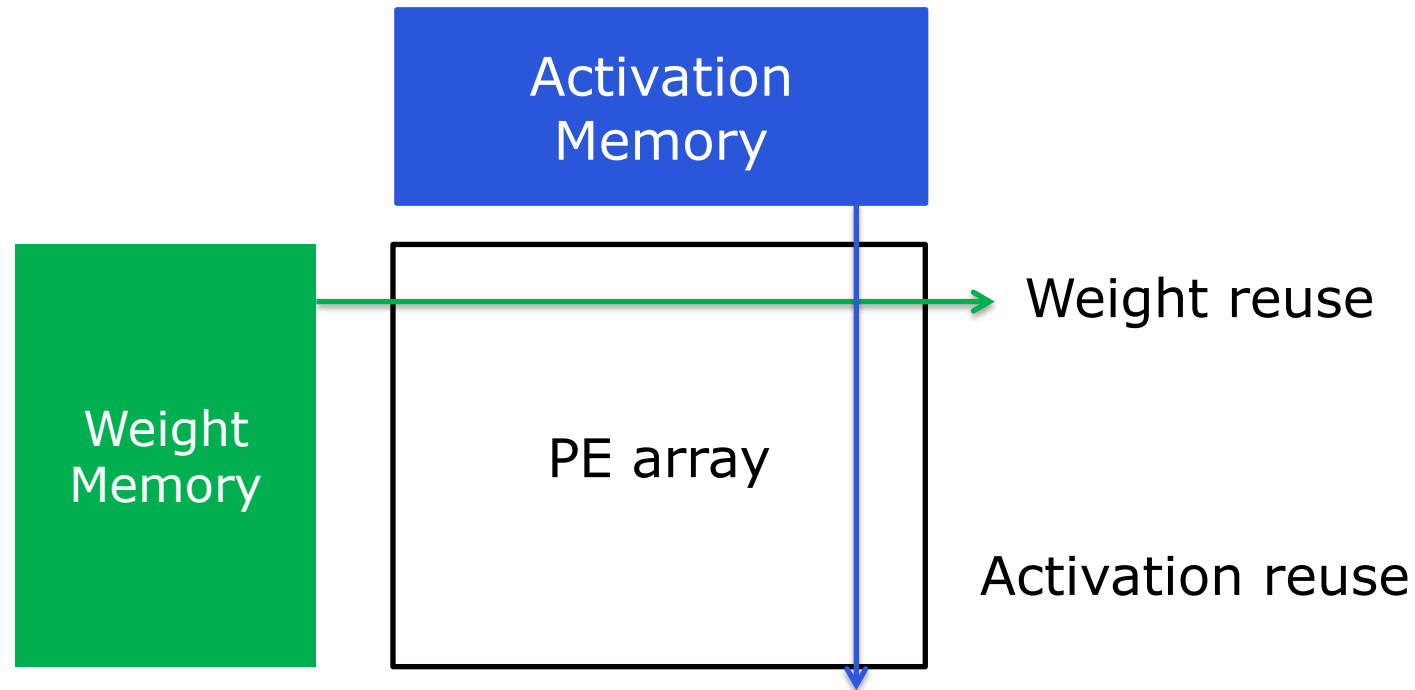 Activation
Memory
Weight reuse
Weight
Memory
PE array
Activation reuse